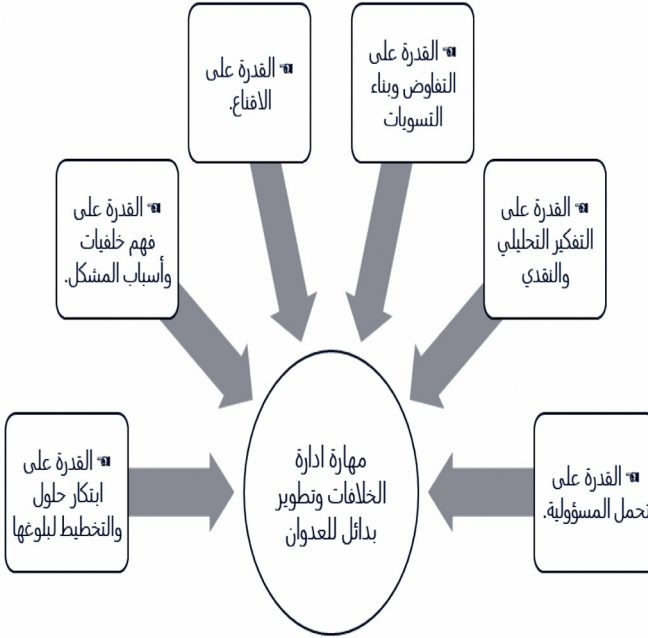 ☜ القدرة على
التفاوض وبناء
التسويات
☜ القدرة على
الاقناع.
☜ القدرة على
التفكير التحليلي
والنقدي
☜ القدرة على
فهم خلفيات
وأسباب المشكل.
☜ القدرة على
تحمل المسؤولية.
☜ القدرة على
ابتكار حلول
والتخطيط لبلوغها
مهارة ادارة
الخلافات وتطوير
بدائل للعدوان